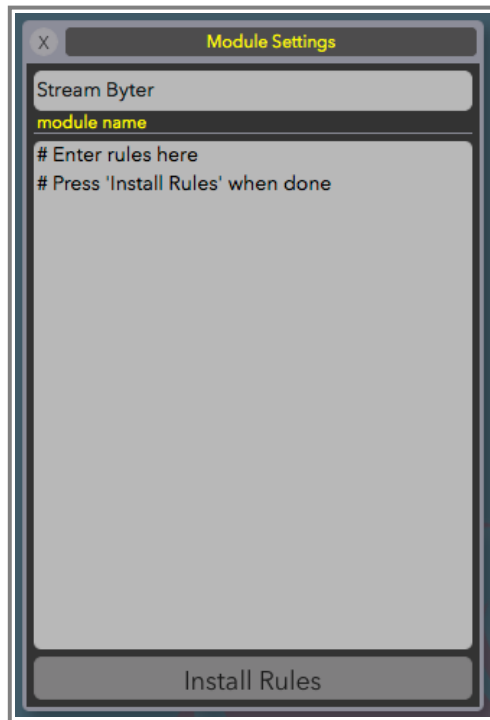 X
Module Settings
Stream Byter
module name
# Enter rules here
# Press 'Install Rules' when done
Install Rules